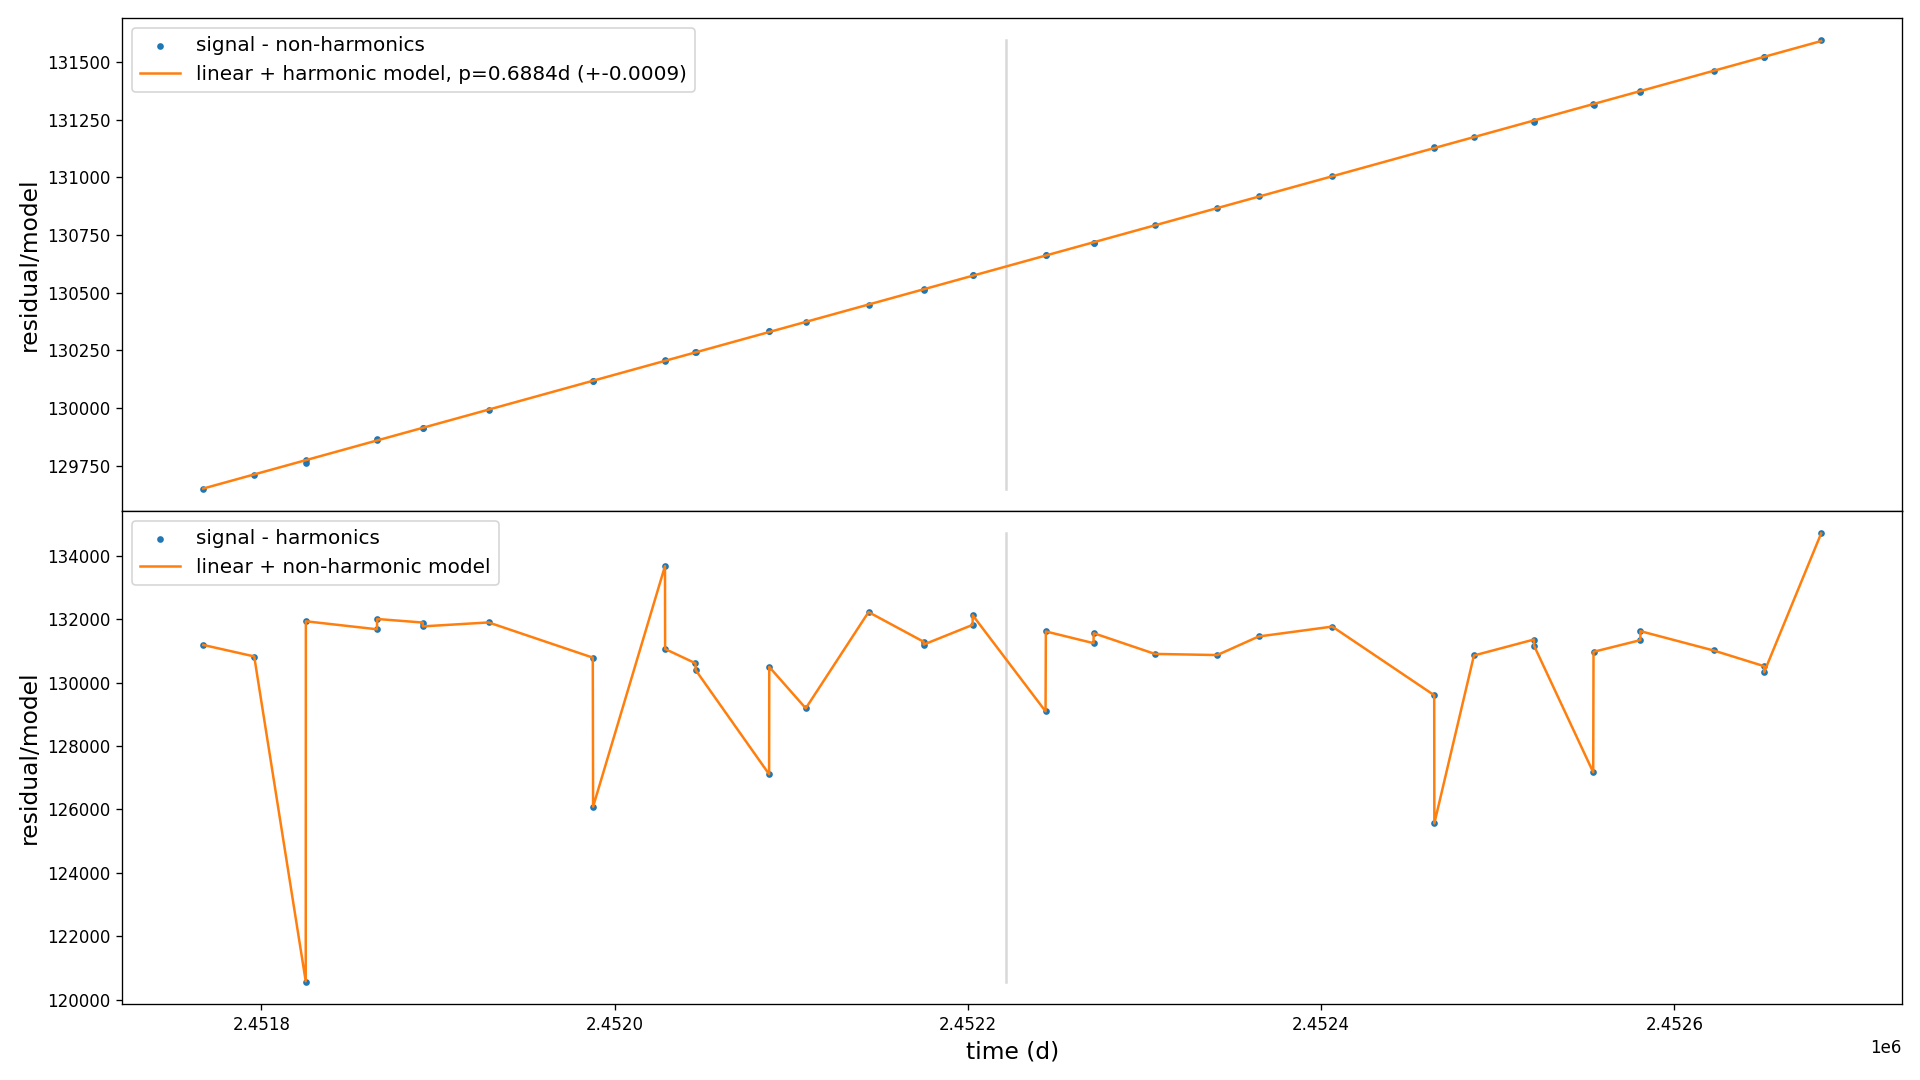 signal - non-harmonics
linear + harmonic model, p=0.6884d (+-0.0009)
residual/model
131500
131250
131000
130750
130500
130250
130000
129750
signal - harmonics
linear + non-harmonic model
residual/model
134000
132000
130000
128000
126000
124000
122000
120000
2.4518 2.4520 2.4522 2.4524 2.4526
time (d)
1e6